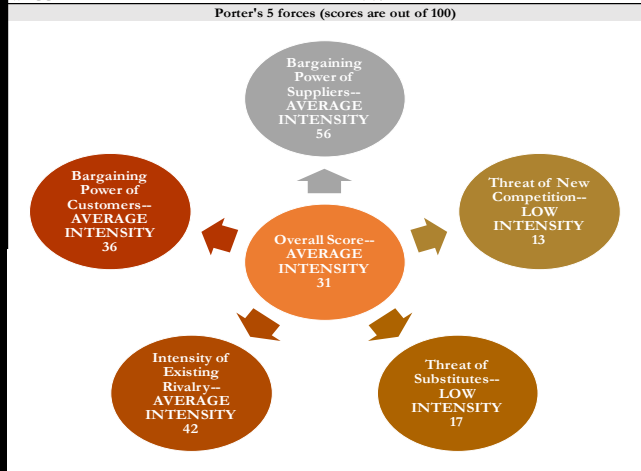 Porter's 5 forces (scores are out of 100)
Bargaining
Power of
Suppliers--
AVERAGE
INTENSITY
56
Bargaining
Power of
Customers--
AVERAGE
INTENSITY
36
Threat of New
Competition--
LOW
INTENSITY
13
Overall Score--
AVERAGE
INTENSITY
31
Intensity of
Existing
Rivalry--
AVERAGE
INTENSITY
42
Threat of
Substitutes--
LOW
INTENSITY
17